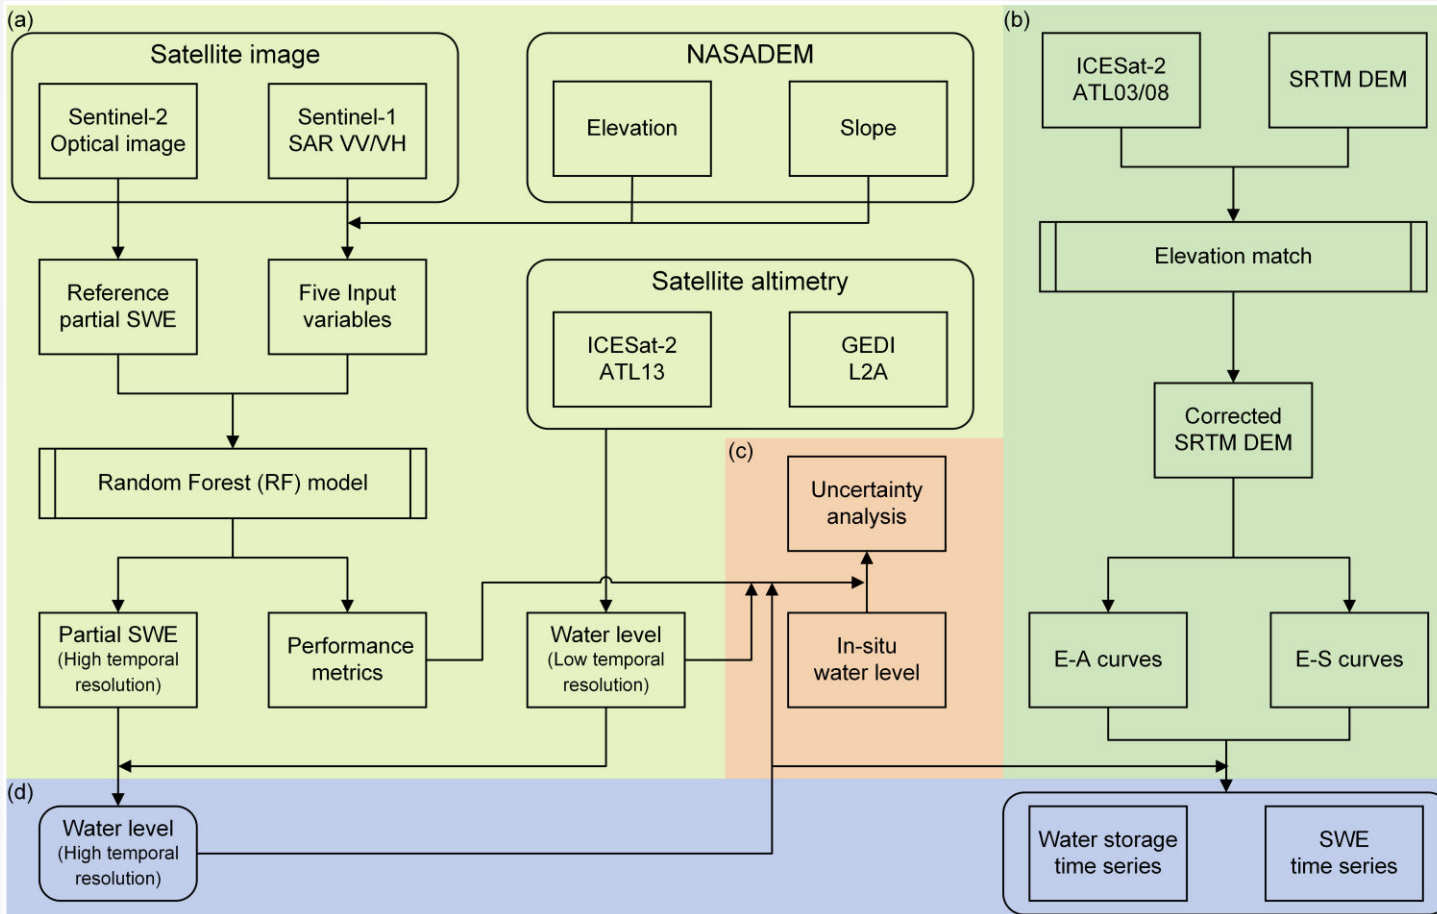 (a)
Satellite image
Sentinel-2
Optical image
Sentinel-1
SAR VV/VH
NASADEM
Elevation
Slope
Reference
partial SWE
Five Input
variables
Satellite altimetry
ICESat-2
ATL13
GEDI
L2A
Random Forest (RF) model
Partial SWE
(High temporal
resolution)
Performance
metrics
Water level
(Low temporal
resolution)
(b)
ICESat-2
ATL03/08
SRTM DEM
Elevation match
Corrected
SRTM DEM
E-A curves
E-S curves
(c)
Uncertainty
analysis
In-situ
water level
(d)
Water level
(High temporal
resolution)
Water storage
time series
SWE
time series